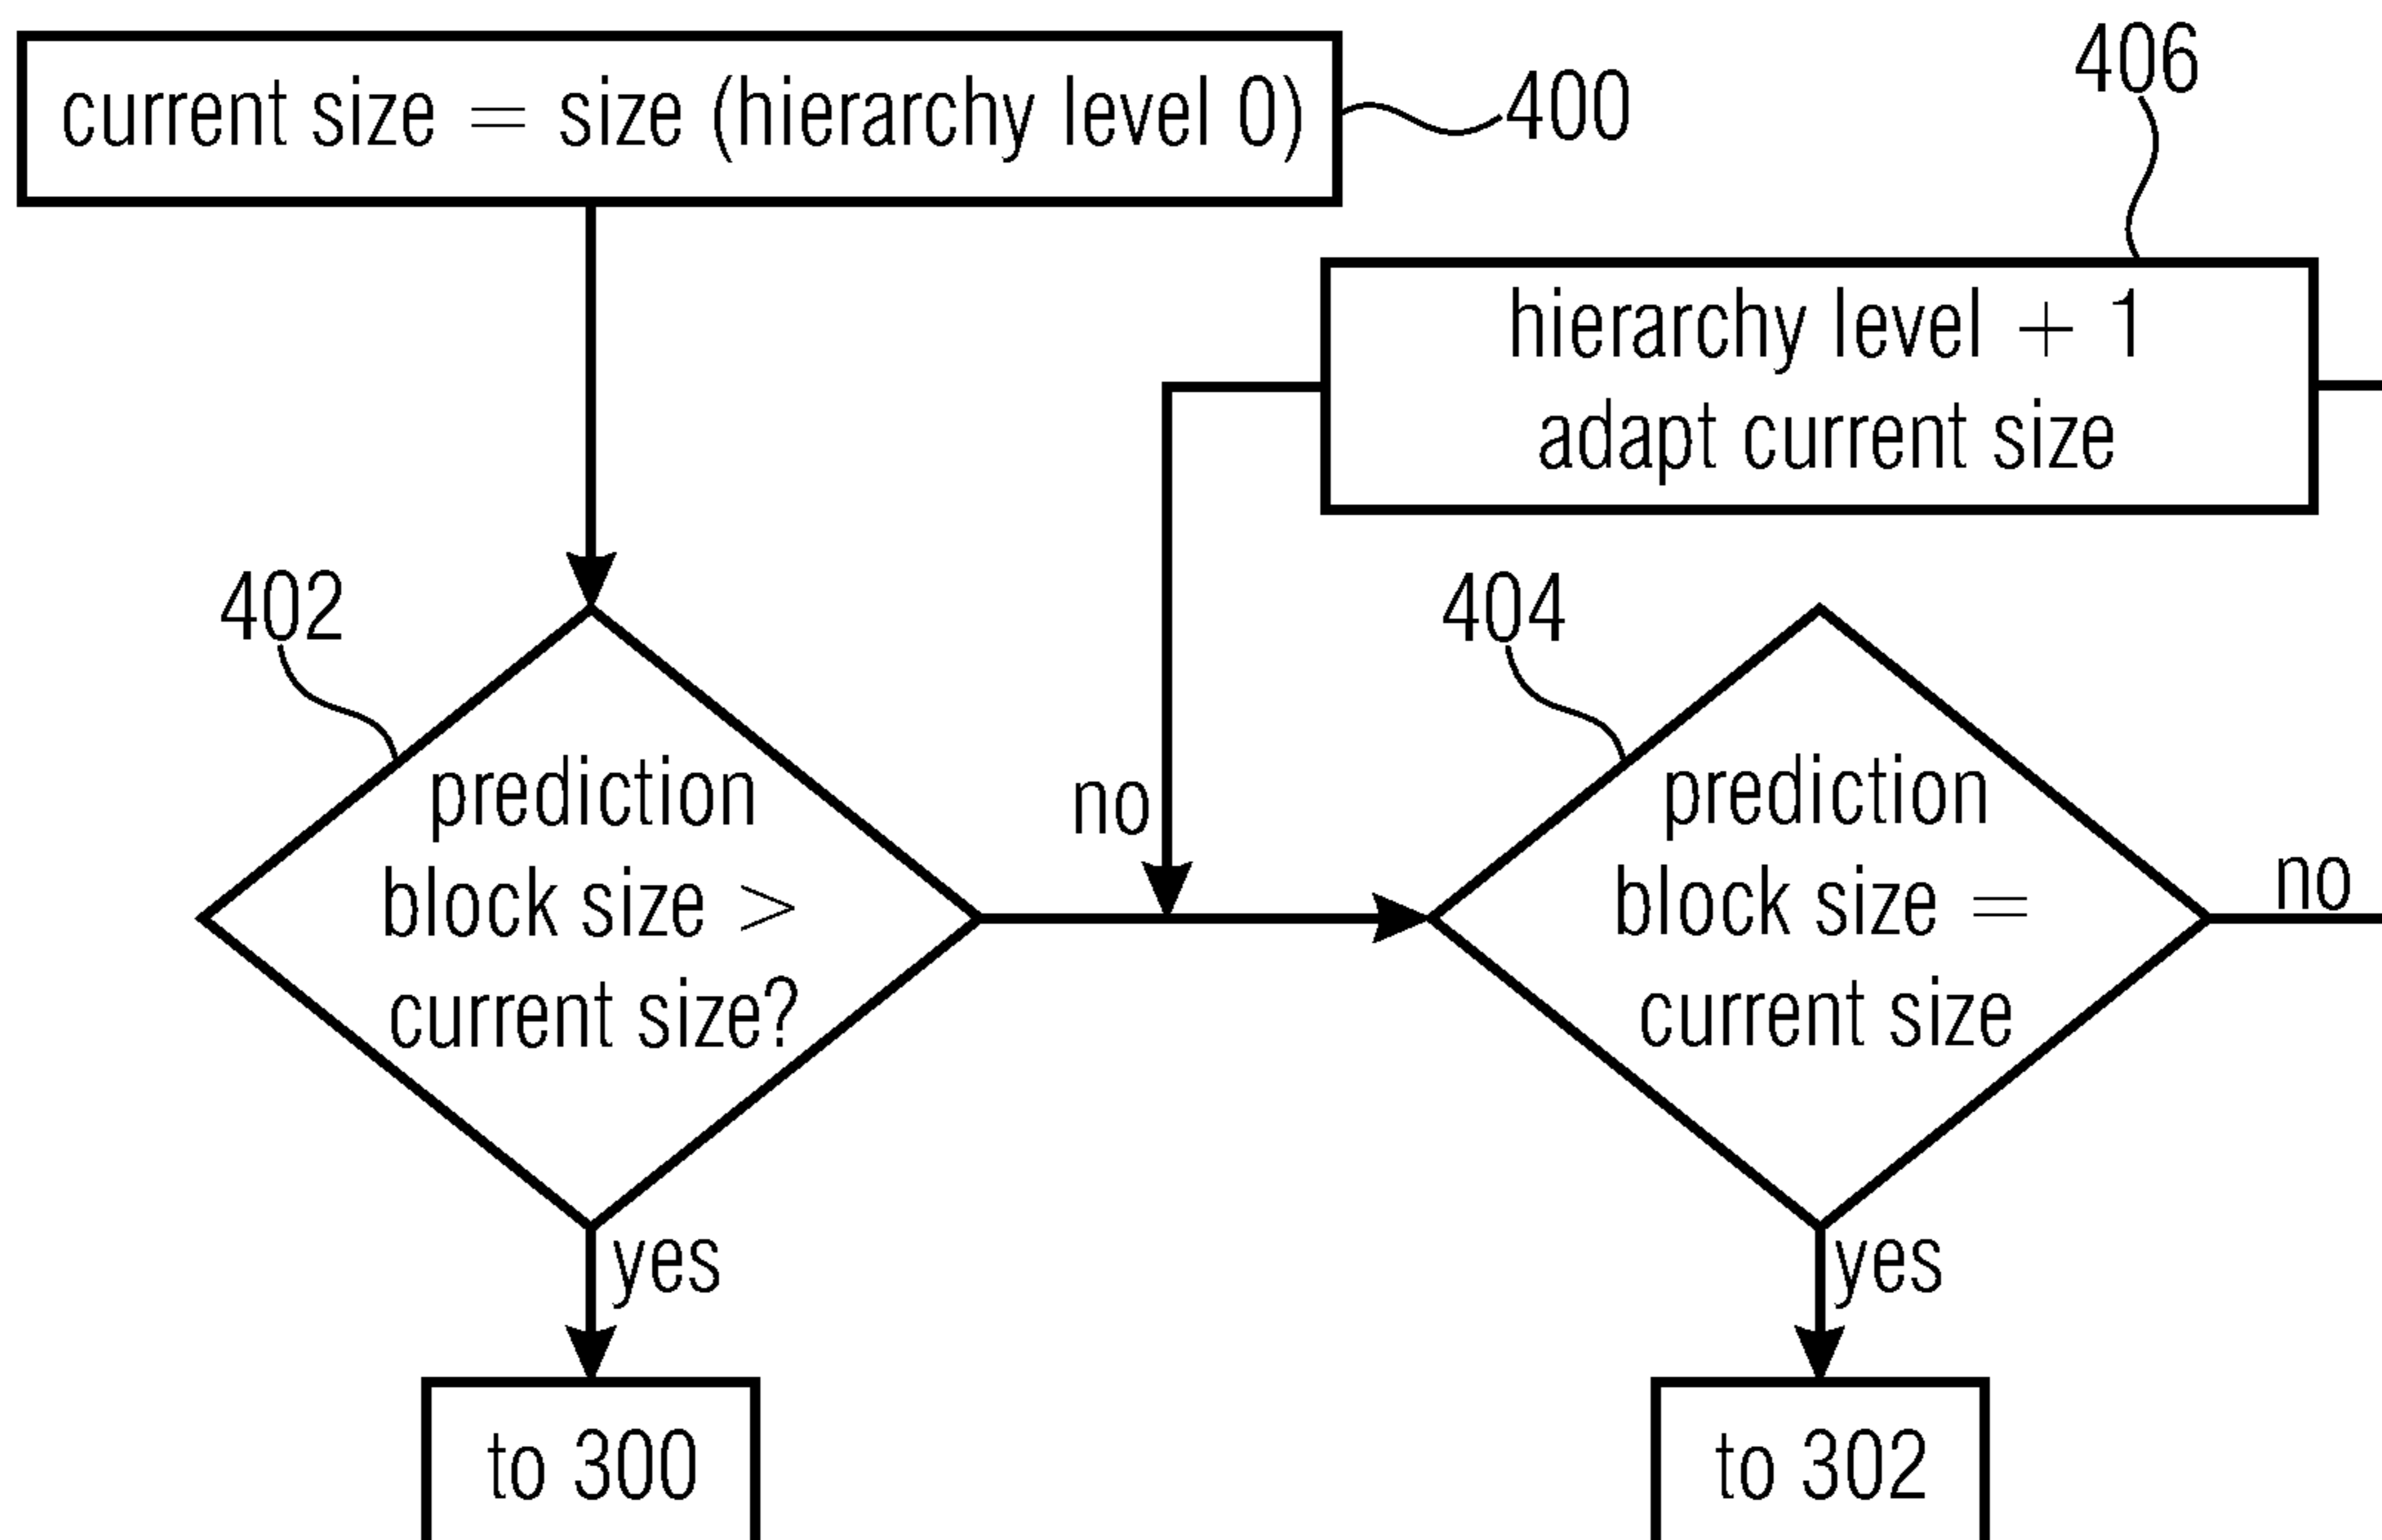 current size = size (hierarchy level 0)
400
406
hierarchy level + 1
adapt current size
402
prediction
block size >
current size?
no
404
prediction
block size =
current size
no
yes
yes
to 300
to 302